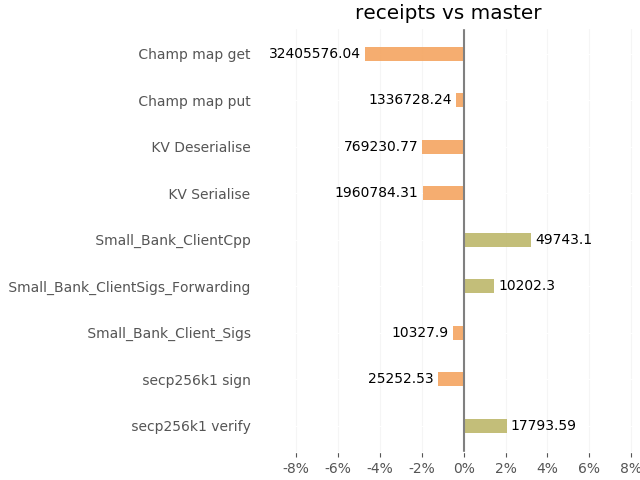 receipts vs master
Champ map get 32405576.04
Champ map put 1336728.24
KV Deserialise 769230.77
KV Serialise 1960784.31
Small_Bank_ClientCpp 49743.1
Small_Bank_ClientSigs_Forwarding 10202.3
Small_Bank_Client_Sigs 10327.9
secp256k1 sign 25252.53
secp256k1 verify 17793.59
-8% -6% -4% -2% 0% 2% 4% 6% 8%